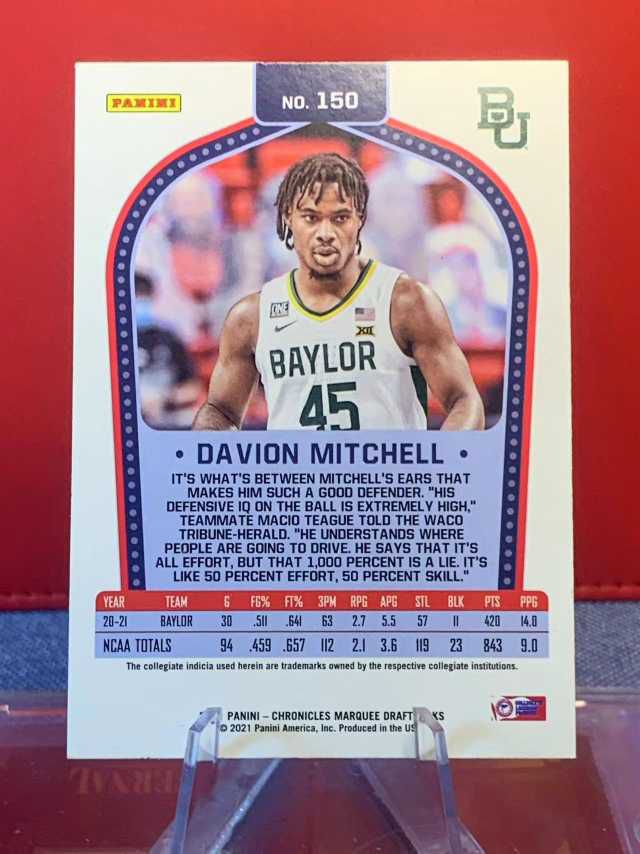 PANINI
NO. 150
BU
ONE
XII
BAYLOR
45
• DAVION MITCHELL •
IT'S WHAT'S BETWEEN MITCHELL'S EARS THAT
MAKES HIM SUCH A GOOD DEFENDER. "HIS
DEFENSIVE IQ ON THE BALL IS EXTREMELY HIGH,"
TEAMMATE MACIO TEAGUE TOLD THE WACO
TRIBUNE-HERALD. "HE UNDERSTANDS WHERE
PEOPLE ARE GOING TO DRIVE. HE SAYS THAT IT'S
ALL EFFORT, BUT THAT 1,000 PERCENT IS A LIE. IT'S
LIKE 50 PERCENT EFFORT, 50 PERCENT SKILL."
YEAR TEAM G FG% FT% 3PM RPG APG STL BLK PTS PPG
20-21 BAYLOR 30 .511 .641 63 2.7 5.5 57 11 420 14.0
NCAA TOTALS 94 .459 .657 112 2.1 3.6 119 23 843 9.0
The collegiate indicia used herein are trademarks owned by the respective collegiate institutions.
PANINI – CHRONICLES MARQUEE DRAFT
© 2021 Panini America, Inc. Produced in the US